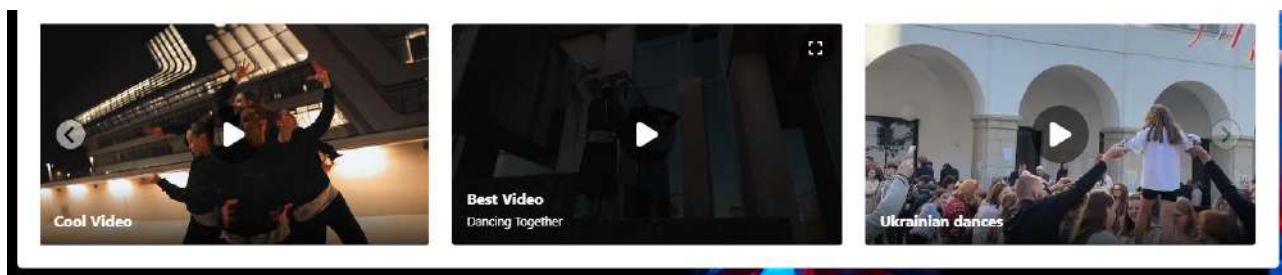 Cool Video
Best Video
Dancing Together
Ukrainian dances